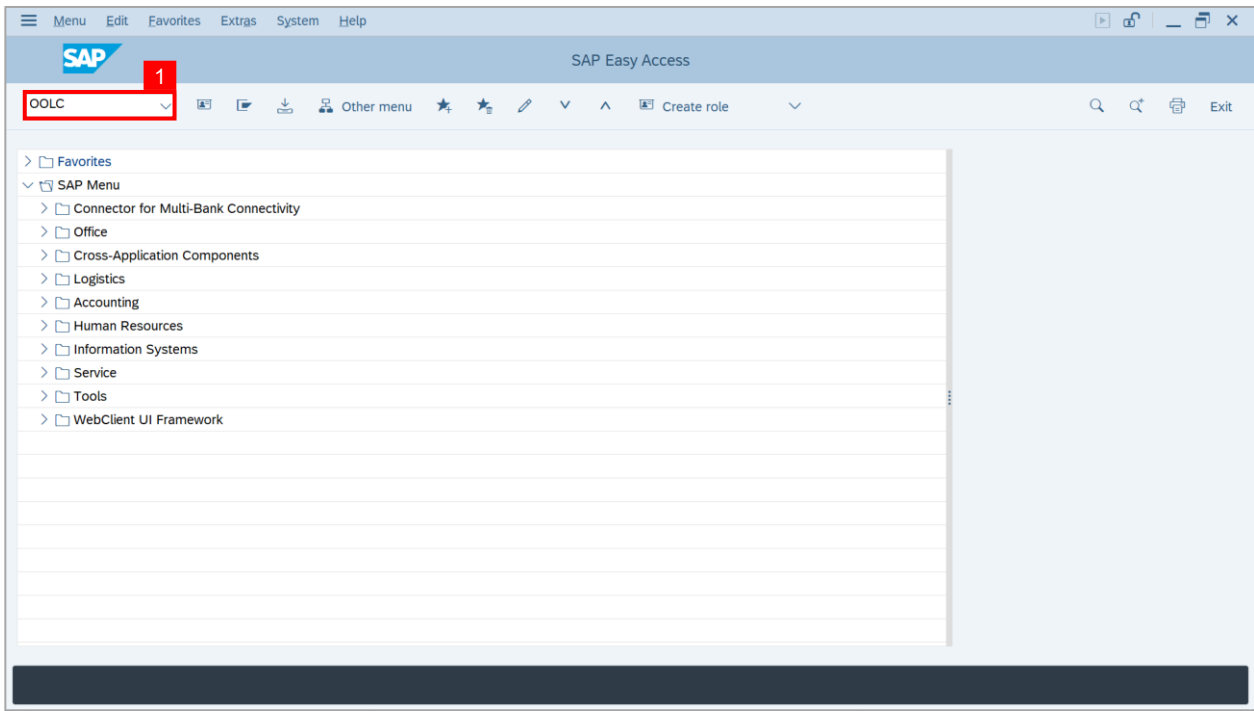 Menu Edit Favorites Extras System Help
SAP
SAP Easy Access
1
OOLC
Other menu
Create role
Exit
Favorites
SAP Menu
Connector for Multi-Bank Connectivity
Office
Cross-Application Components
Logistics
Accounting
Human Resources
Information Systems
Service
Tools
WebClient UI Framework